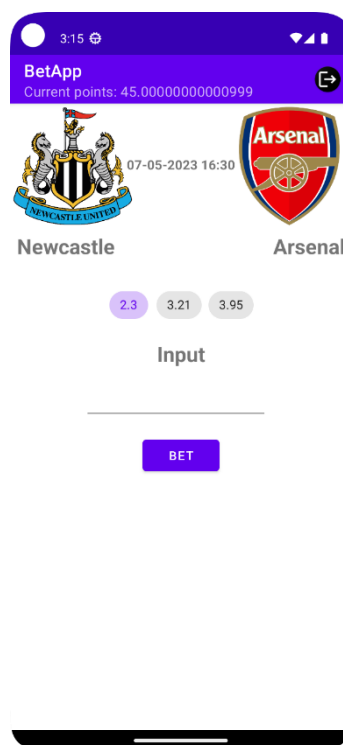 3:15
BetApp
Current points: 45.00000000000999
07-05-2023 16:30
Arsenal
NEWCASTLE UNITED
Newcastle
Arsenal
2.3
3.21
3.95
Input
BET